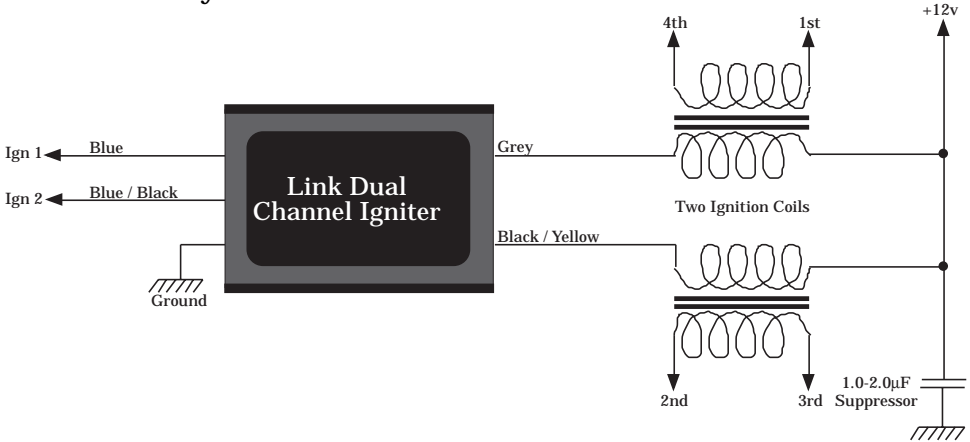 +12v
4th
1st
Ign 1
Blue
Grey
Ign 2
Blue / Black
Link Dual
Channel Igniter
Two Ignition Coils
Black / Yellow
Ground
1.0-2.0µF
Suppressor
2nd
3rd